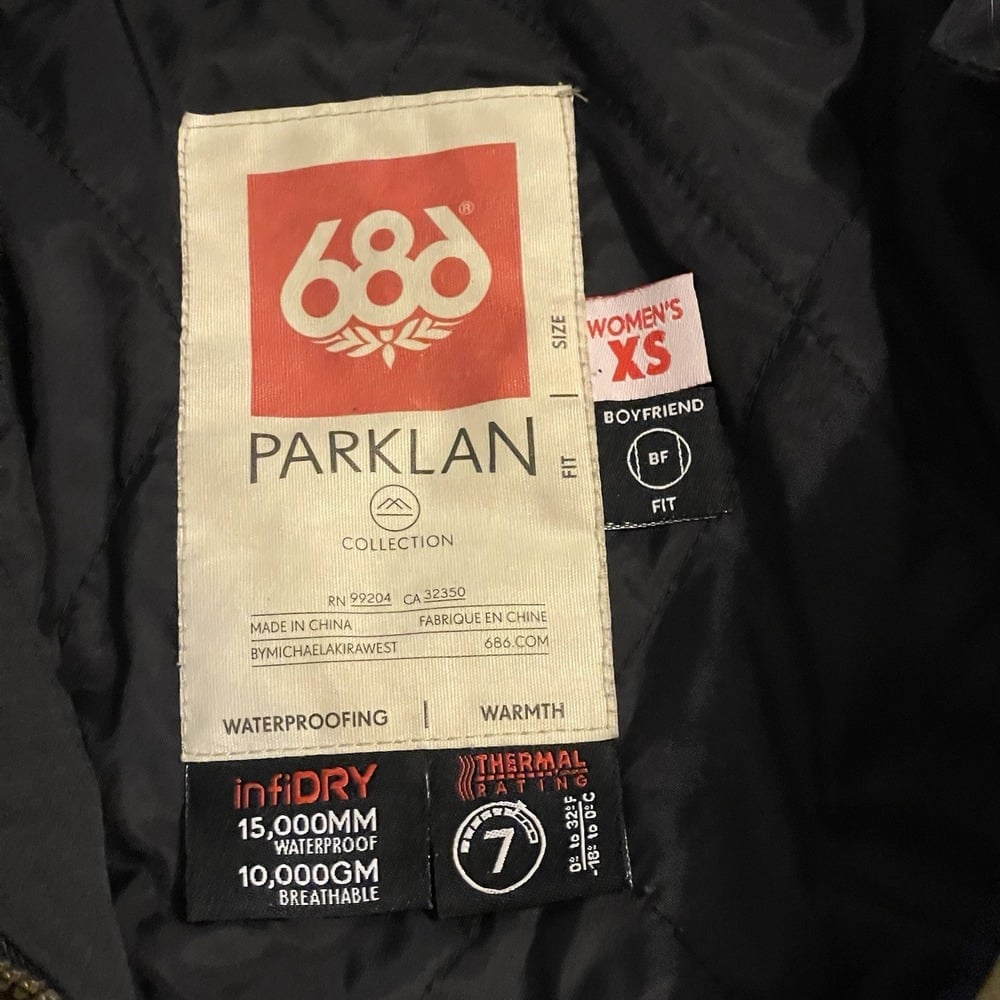 686®
PARKLAN
COLLECTION
RN 99204 CA 32350
MADE IN CHINA FABRIQUE EN CHINE
BYMICHAELAKIRAWEST 686.COM
WATERPROOFING | WARMTH
SIZE | FIT
WOMEN'S
XS
BOYFRIEND
BF
FIT
infiDRY
15,000MM
WATERPROOF
10,000GM
BREATHABLE
THERMAL
RATING
7
0° to 32°F
-18° to 0°C